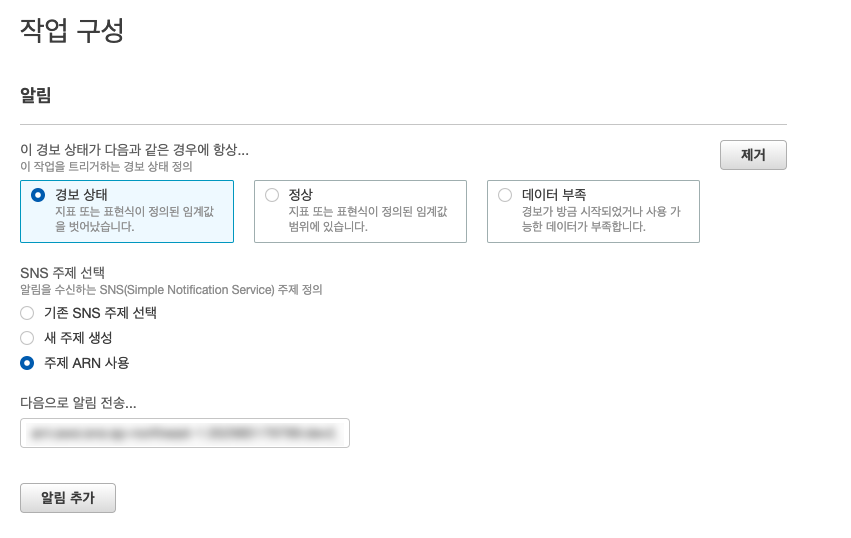 작업 구성
알림
이 경보 상태가 다음과 같은 경우에 항상...
이 작업을 트리거하는 경보 상태 정의
제거
경보 상태
지표 또는 표현식이 정의된 임계값
을 벗어났습니다.
정상
지표 또는 표현식이 정의된 임계값
범위에 있습니다.
데이터 부족
경보가 방금 시작되었거나 사용 가
능한 데이터가 부족합니다.
SNS 주제 선택
알림을 수신하는 SNS(Simple Notification Service) 주제 정의
기존 SNS 주제 선택
새 주제 생성
주제 ARN 사용
다음으로 알림 전송...
알림 추가